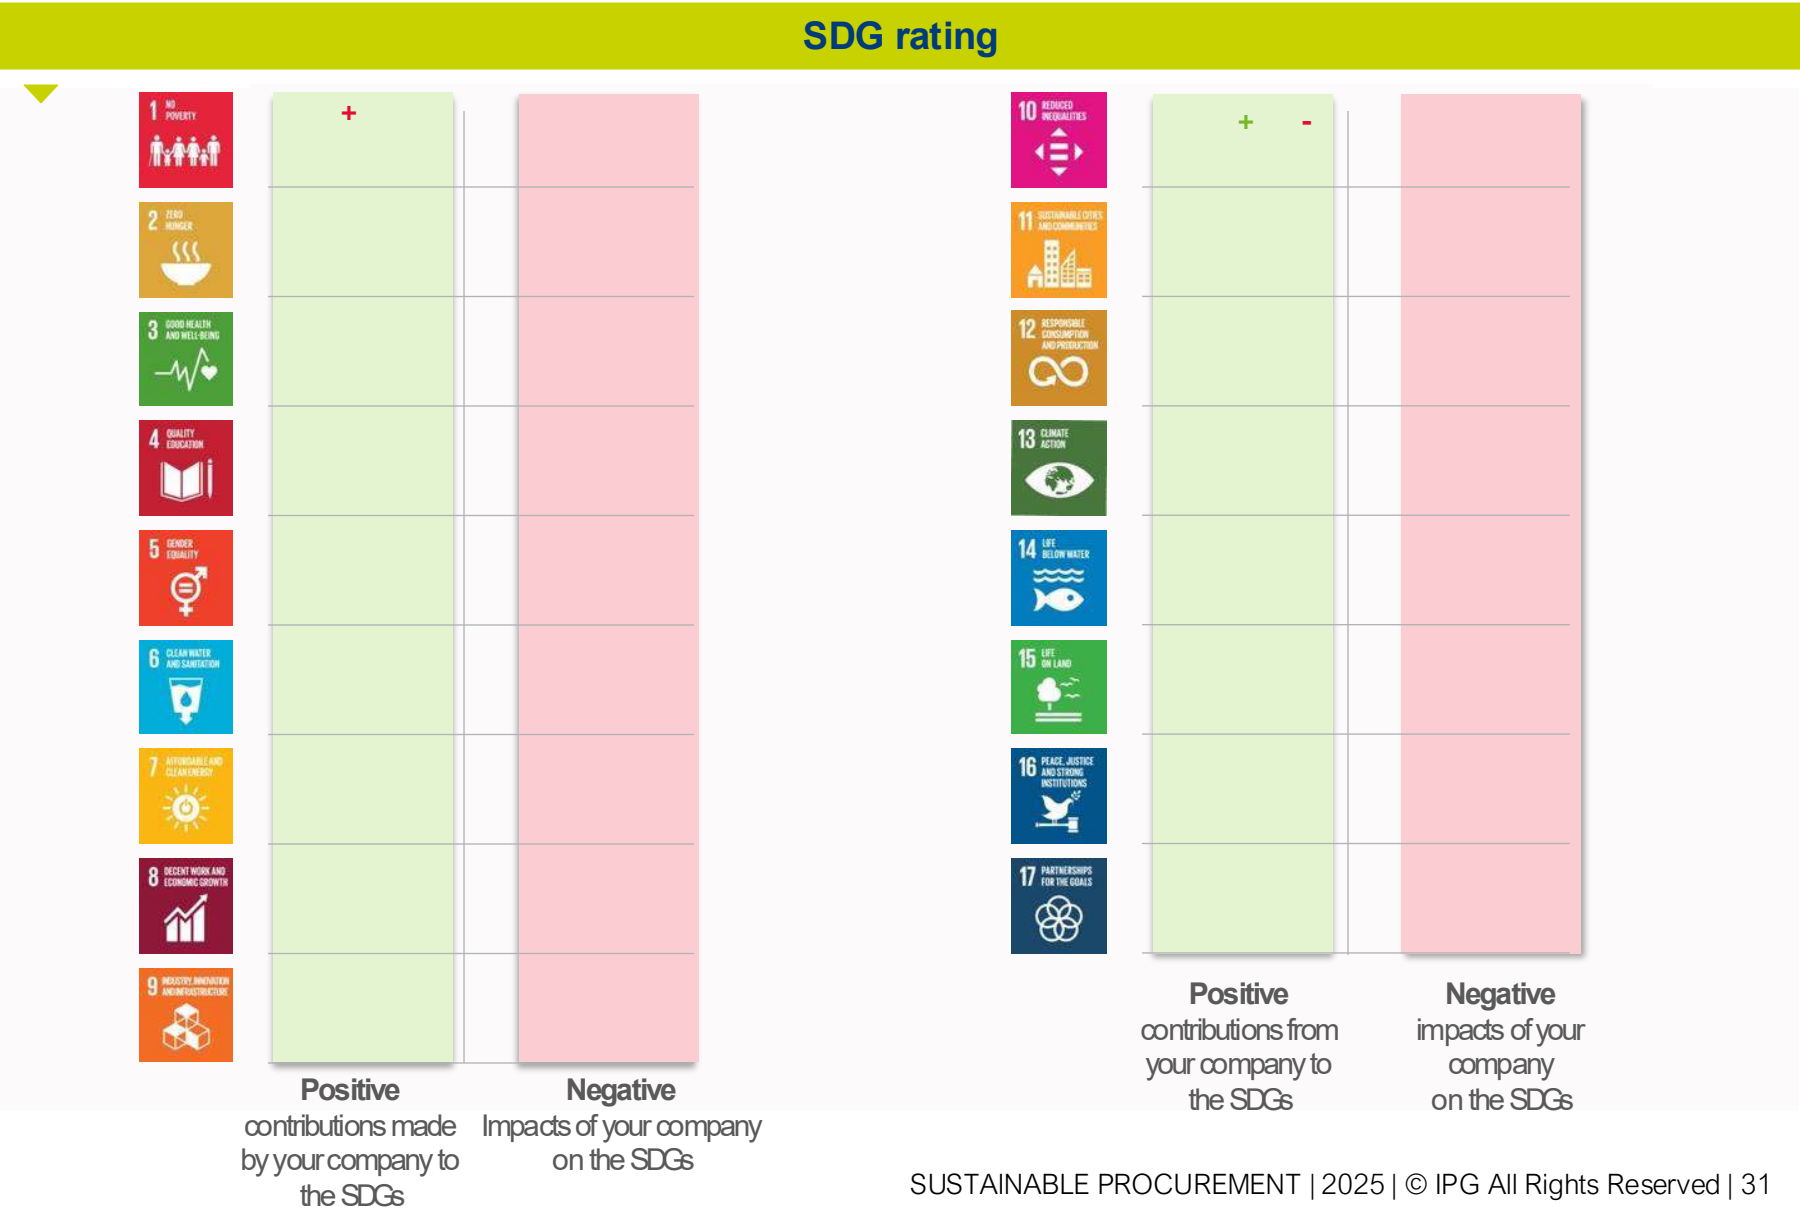 SDG rating
1 NO
POVERTY
+
2 ZERO
HUNGER
3 GOOD HEALTH
AND WELL-BEING
4 QUALITY
EDUCATION
5 GENDER
EQUALITY
6 CLEAN WATER
AND SANITATION
7 AFFORDABLE AND
CLEAN ENERGY
8 DECENT WORK AND
ECONOMIC GROWTH
9 INDUSTRY, INNOVATION
AND INFRASTRUCTURE
Positive
contributions made
by your company to
the SDGs
Negative
Impacts of your company
on the SDGs
10 REDUCED
INEQUALITIES
+ -
11 SUSTAINABLE CITIES
AND COMMUNITIES
12 RESPONSIBLE
CONSUMPTION
AND PRODUCTION
13 CLIMATE
ACTION
14 LIFE
BELOW WATER
15 LIFE
ON LAND
16 PEACE, JUSTICE
AND STRONG
INSTITUTIONS
17 PARTNERSHIPS
FOR THE GOALS
Positive
contributions from
your company to
the SDGs
Negative
impacts of your
company
on the SDGs
SUSTAINABLE PROCUREMENT | 2025 | © IPG All Rights Reserved | 31